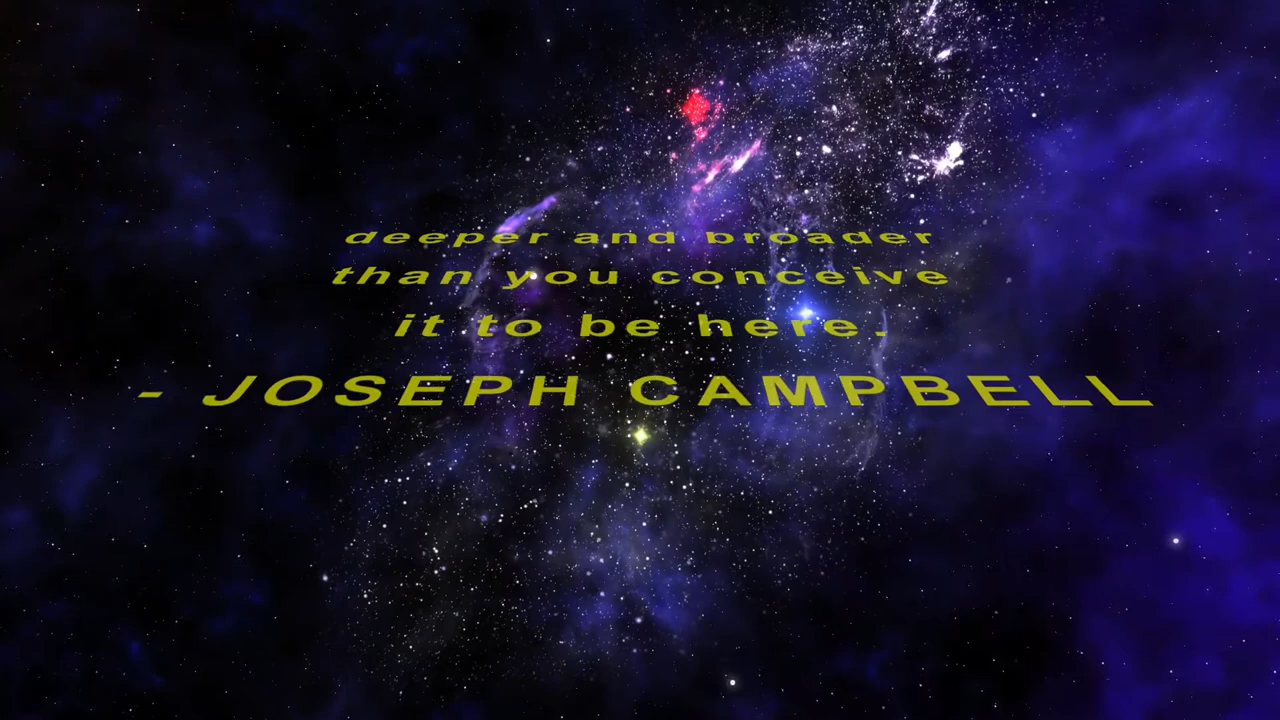 deeper and broader
than you conceive
it to be here.
- JOSEPH CAMPBELL